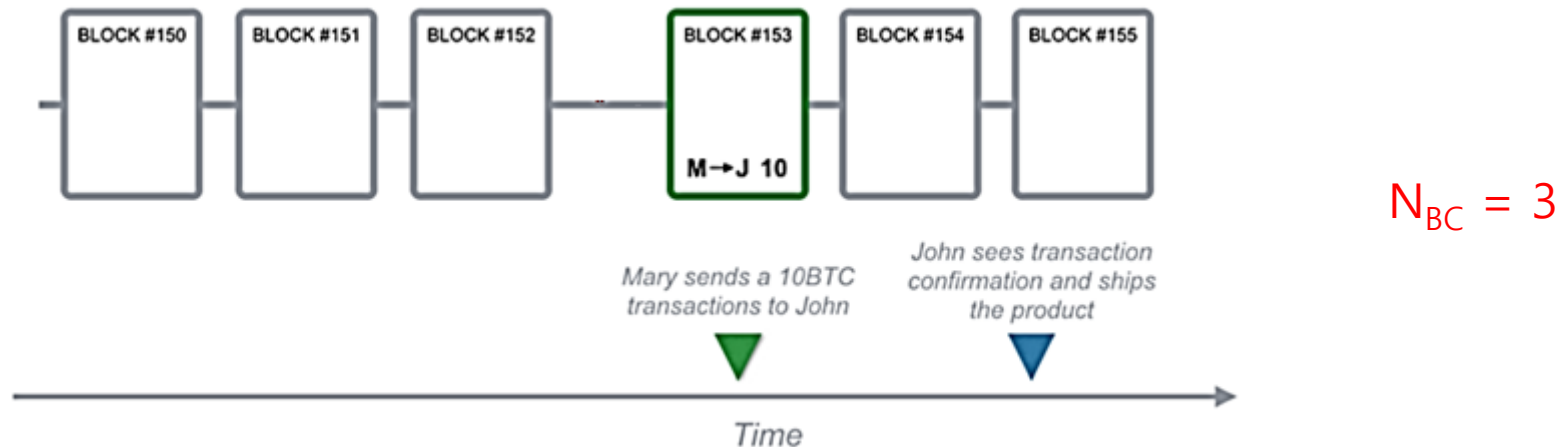 BLOCK #150
BLOCK #151
BLOCK #152
BLOCK #153
BLOCK #154
BLOCK #155
M→J 10
N_BC = 3
Mary sends a 10BTC
transactions to John
John sees transaction
confirmation and ships
the product
Time